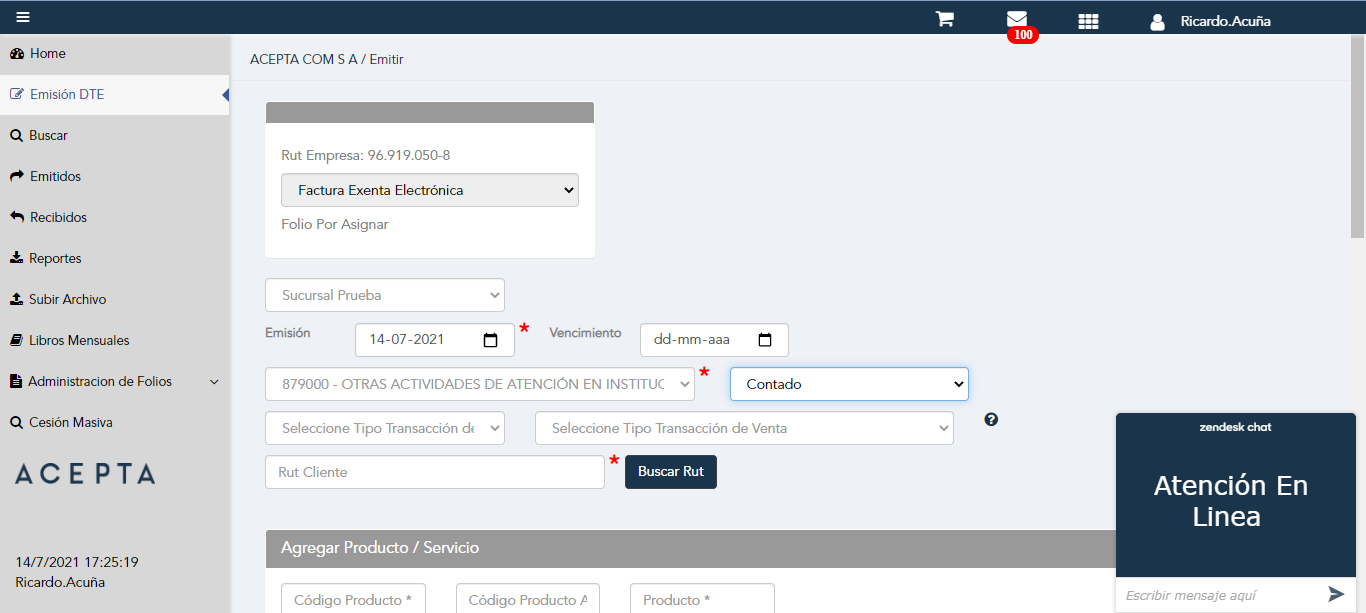 Ricardo.Acuña
100
Home
Emisión DTE
Buscar
Emitidos
Recibidos
Reportes
Subir Archivo
Libros Mensuales
Administracion de Folios
Cesión Masiva
ACEPTA
14/7/2021 17:25:19
Ricardo.Acuña
ACEPTA COM S A / Emitir
Rut Empresa: 96.919.050-8
Factura Exenta Electrónica
Folio Por Asignar
Sucursal Prueba
Emisión 14-07-2021 * Vencimiento dd-mm-aaa
879000 - OTRAS ACTIVIDADES DE ATENCIÓN EN INSTITUC * Contado
Seleccione Tipo Transacción de Seleccione Tipo Transacción de Venta ?
Rut Cliente * Buscar Rut
Agregar Producto / Servicio
Código Producto * Código Producto A Producto *
zendesk chat
Atención En
Linea
Escribir mensaje aquí